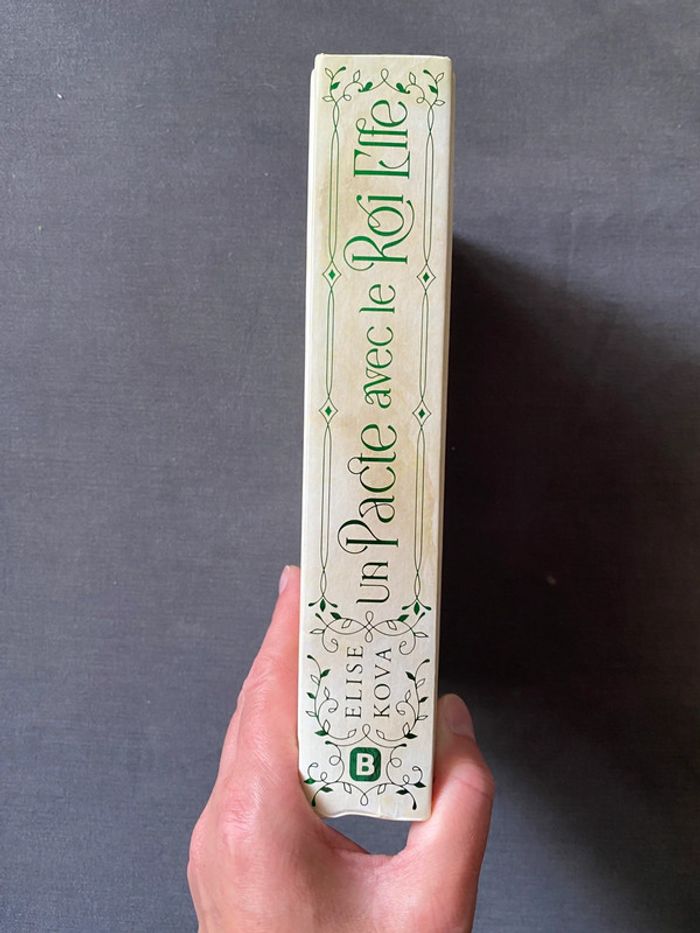 un Pacte avec le Roi Elfe
ELISE
KOVA
B